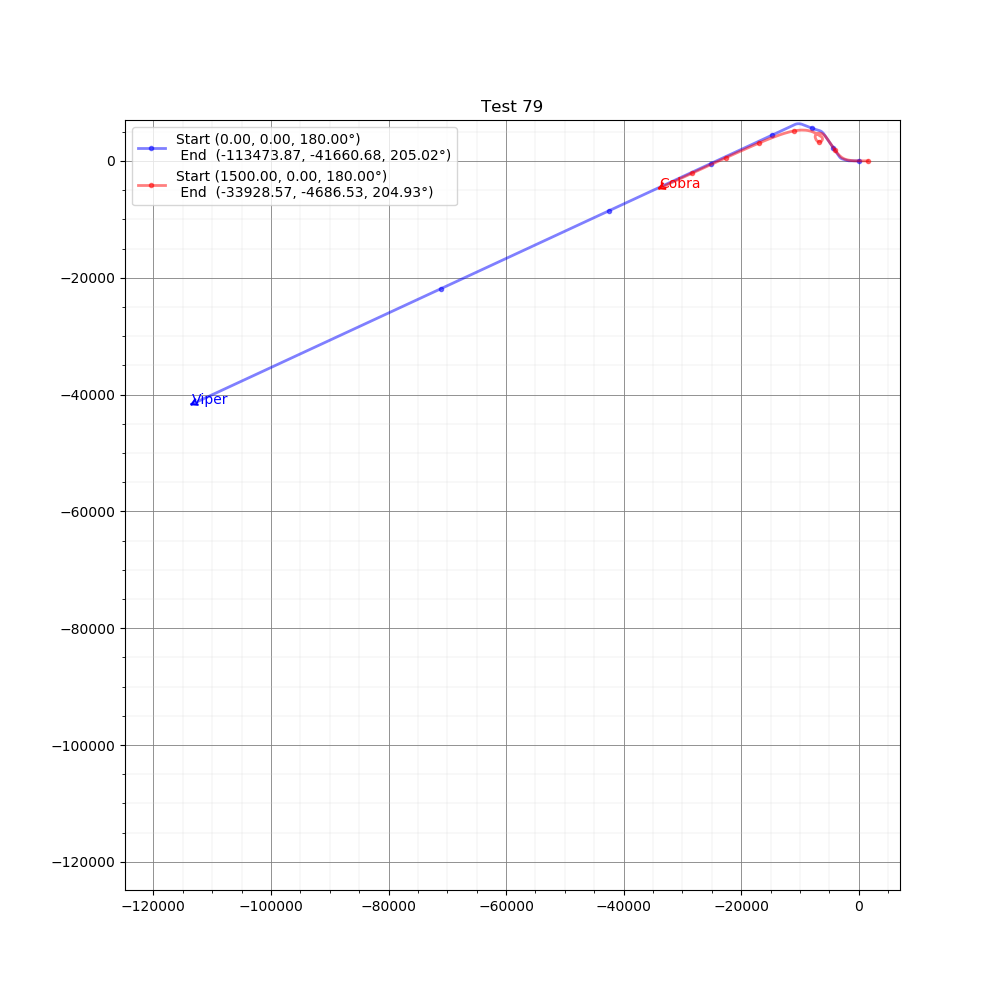 Test 79
Start (0.00, 0.00, 180.00°)
End (-113473.87, -41660.68, 205.02°)
Start (1500.00, 0.00, 180.00°)
End (-33928.57, -4686.53, 204.93°)
0
−20000
−40000
−60000
−80000
−100000
−120000
Cobra
Viper
−120000
−100000
−80000
−60000
−40000
−20000
0